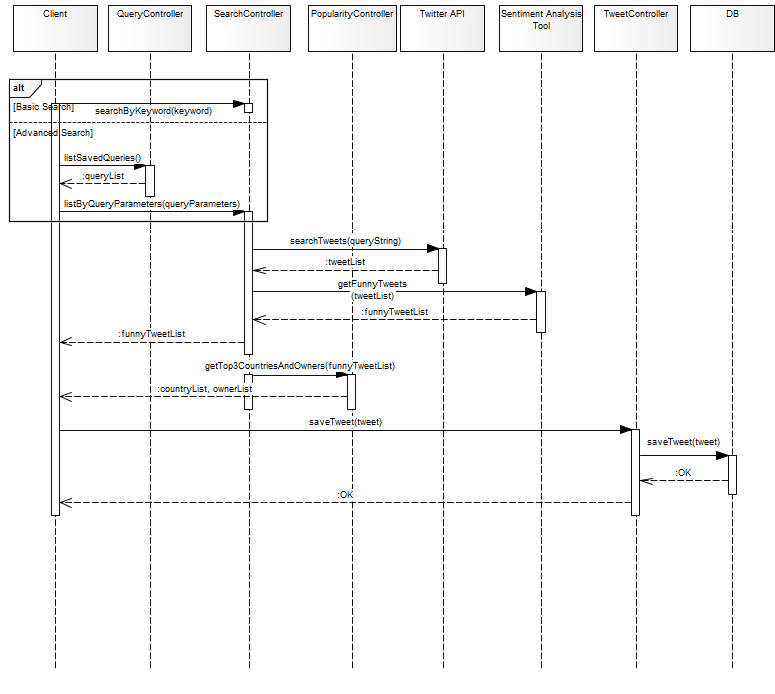 Client
QueryController
SearchController
PopularityController
Twitter API
Sentiment Analysis
Tool
TweetController
DB
alt
[Basic Search]
searchByKeyword(keyword)
[Advanced Search]
listSavedQueries()
:queryList
listByQueryParameters(queryParameters)
searchTweets(queryString)
:tweetList
getFunnyTweets
(tweetList)
:funnyTweetList
:funnyTweetList
getTop3CountriesAndOwners(funnyTweetList)
:countryList, ownerList
saveTweet(tweet)
saveTweet(tweet)
:OK
:OK